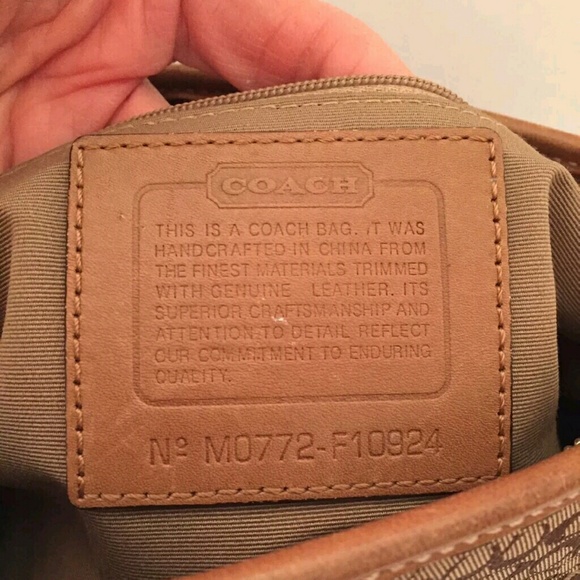 COACH
THIS IS A COACH BAG. IT WAS
HANDCRAFTED IN CHINA FROM
THE FINEST MATERIALS TRIMMED
WITH GENUINE LEATHER. ITS
SUPERIOR CRAFTSMANSHIP AND
ATTENTION TO DETAIL REFLECT
OUR COMMITMENT TO ENDURING
QUALITY.
Nº M0772-F10924